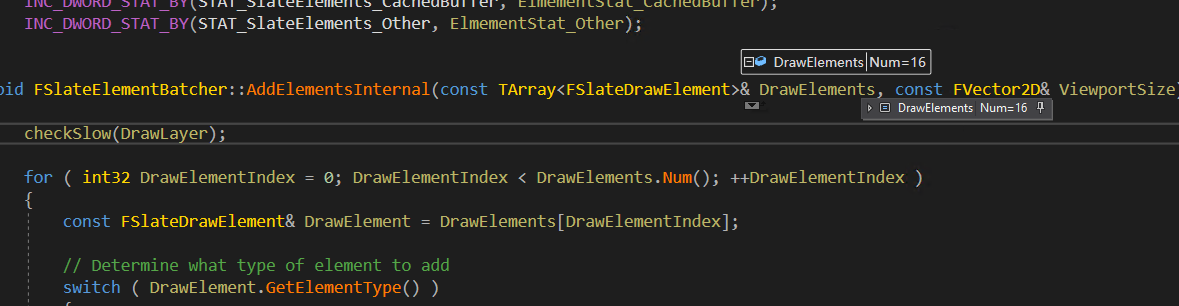 INC_DWORD_STAT_BY(STAT_SlateElements_CachedBuffer, ElmementStat_CachedBuffer);
INC_DWORD_STAT_BY(STAT_SlateElements_Other, ElmementStat_Other);
DrawElements Num=16
oid FSlateElementBatcher::AddElementsInternal(const TArray<FSlateDrawElement>& DrawElements, const FVector2D& ViewportSize)
DrawElements Num=16
checkSlow(DrawLayer);
for ( int32 DrawElementIndex = 0; DrawElementIndex < DrawElements.Num(); ++DrawElementIndex )
{
const FSlateDrawElement& DrawElement = DrawElements[DrawElementIndex];
// Determine what type of element to add
switch ( DrawElement.GetElementType() )
{